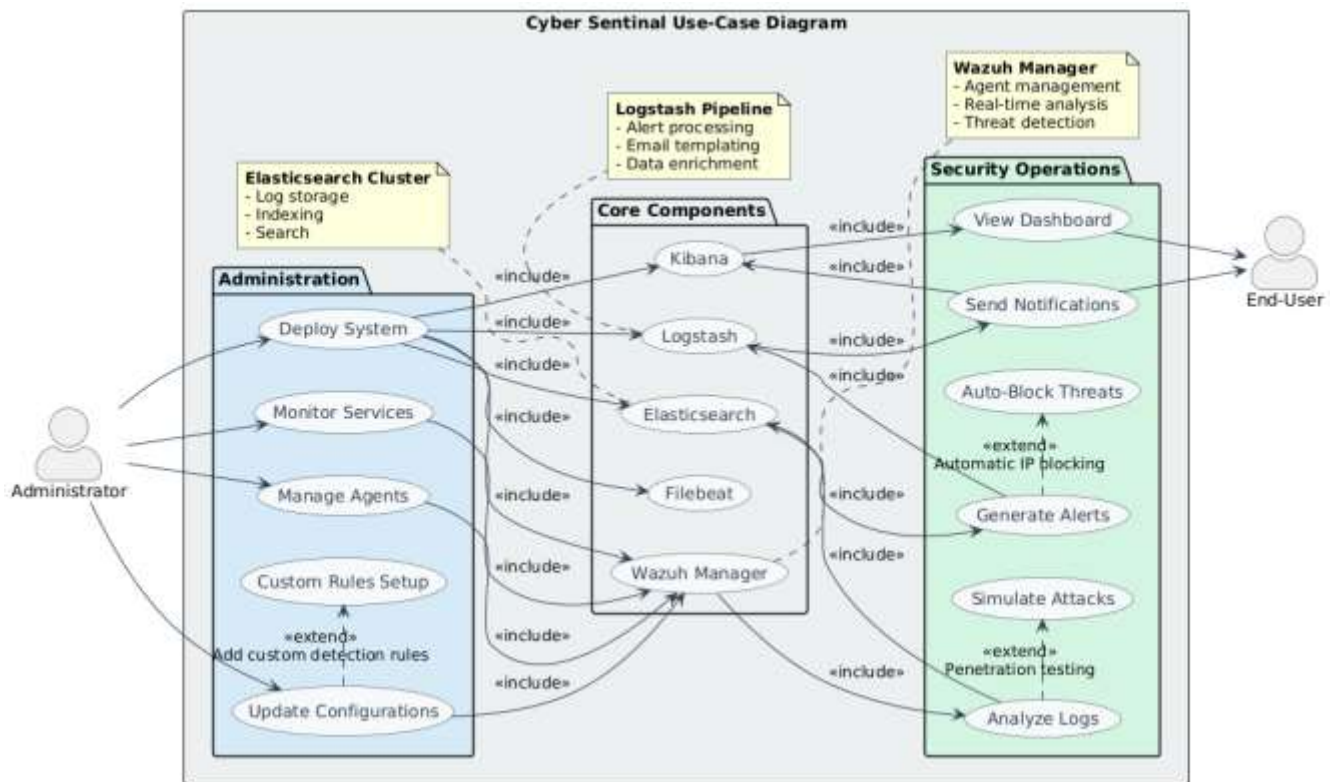 Cyber Sentinal Use-Case Diagram
Wazuh Manager
- Agent management
- Real-time analysis
- Threat detection
Logstash Pipeline
- Alert processing
- Email templating
- Data enrichment
Elasticsearch Cluster
- Log storage
- Indexing
- Search
Administration
Deploy System
Monitor Services
Manage Agents
Custom Rules Setup
«extend»
Add custom detection rules
Update Configurations
Administrator
«include»
«include»
«include»
«include»
«include»
«include»
«include»
«include»
Core Components
Kibana
Logstash
Elasticsearch
Filebeat
Wazuh Manager
«include»
«include»
«include»
«include»
«include»
«include»
«include»
Security Operations
View Dashboard
Send Notifications
Auto-Block Threats
«extend»
Automatic IP blocking
Generate Alerts
Simulate Attacks
«extend»
Penetration testing
Analyze Logs
End-User